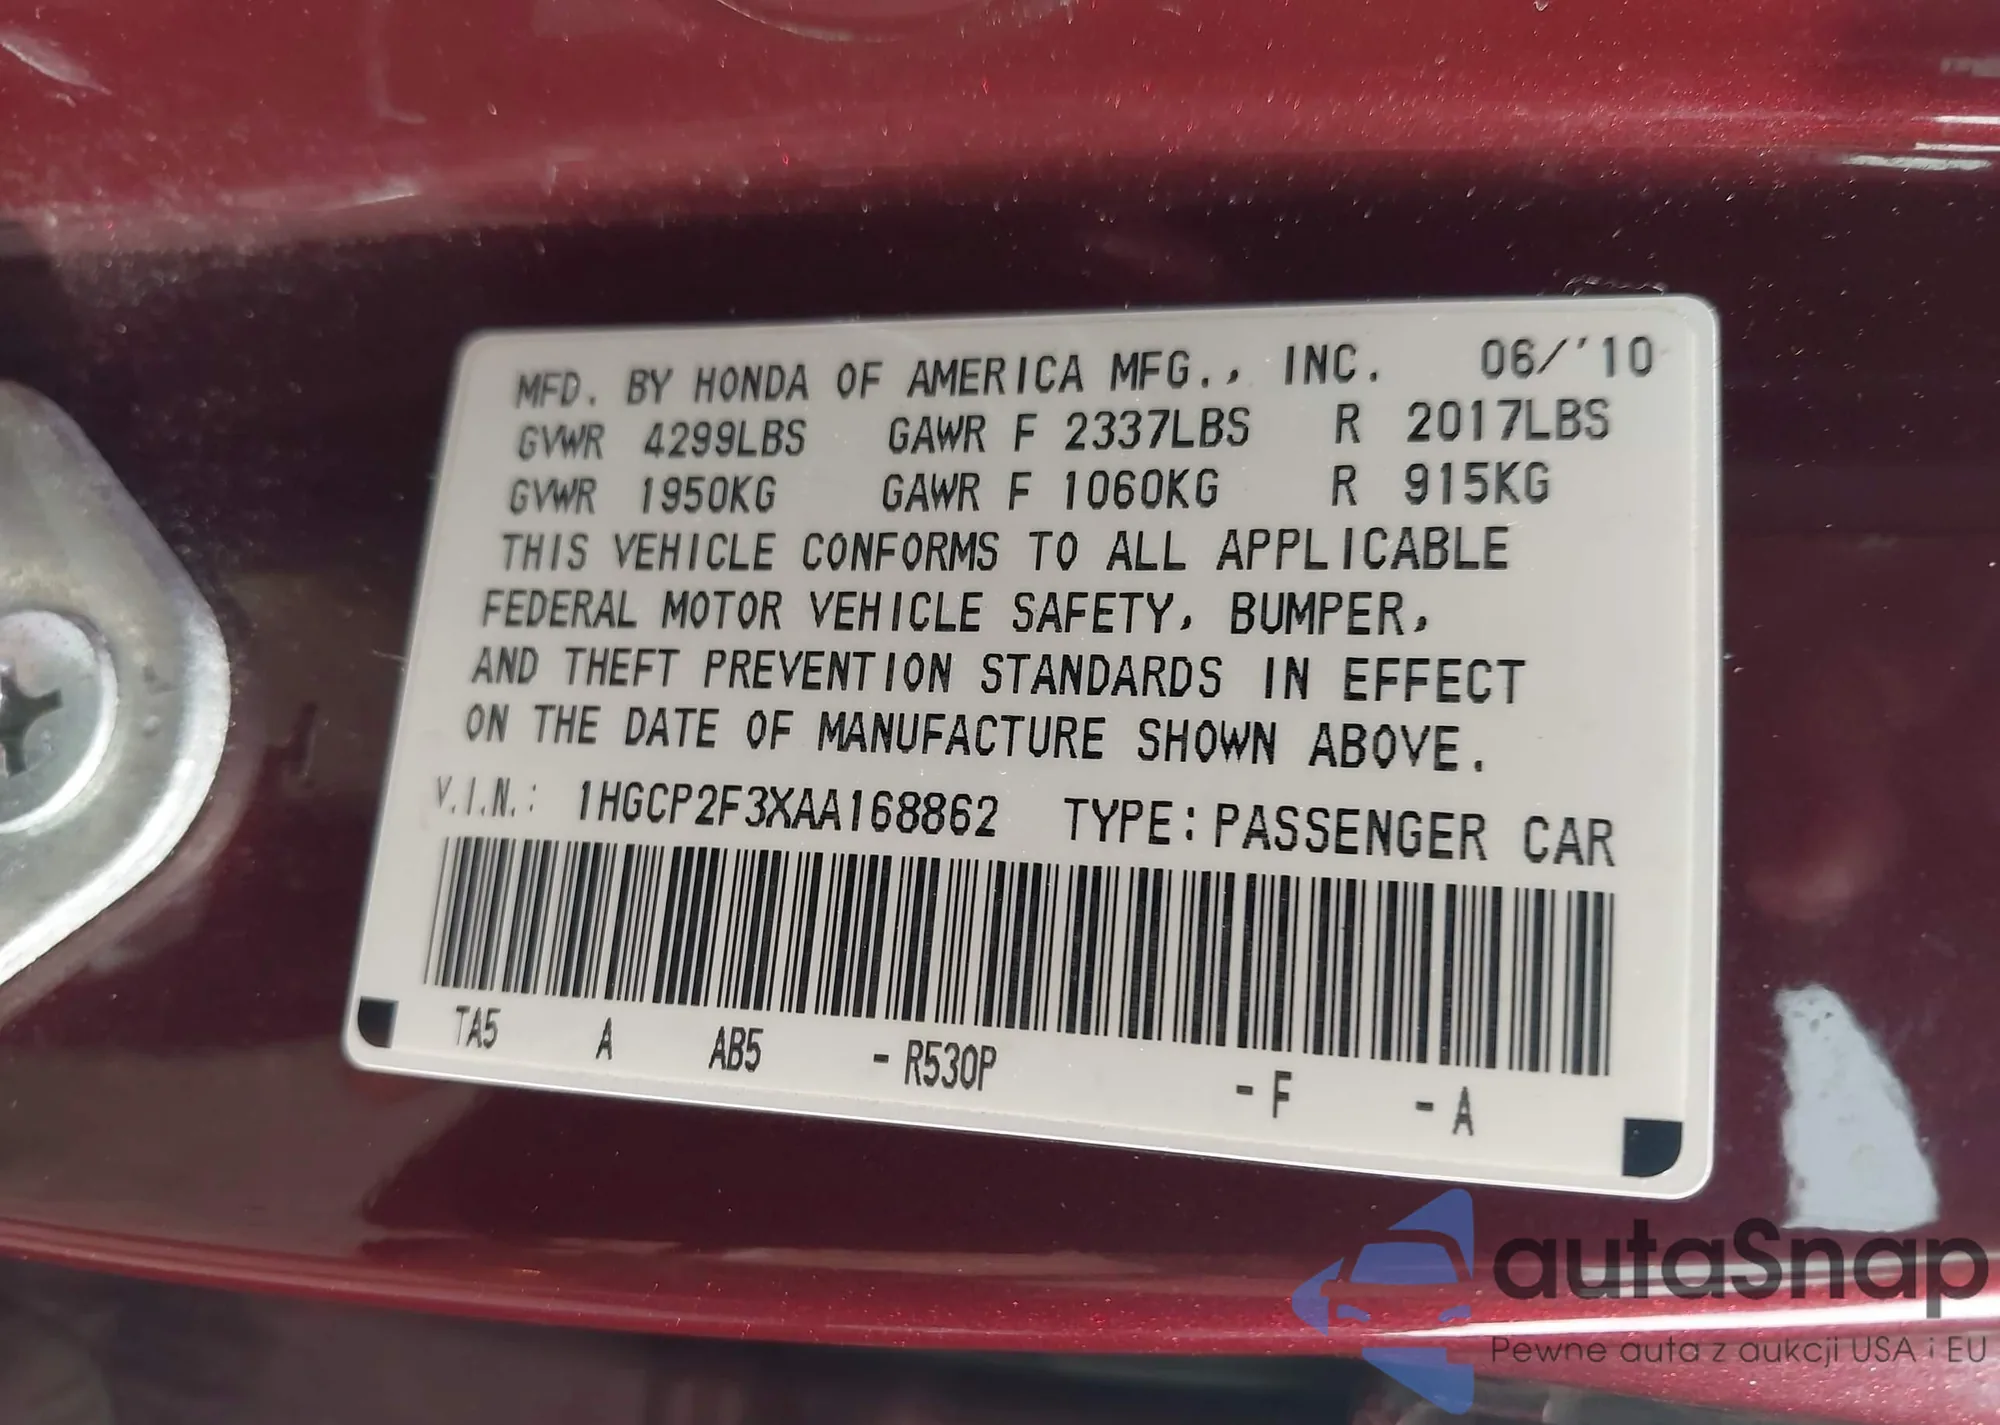 MFD. BY HONDA OF AMERICA MFG., INC. 06/'10
GVWR 4299LBS GAWR F 2337LBS R 2017LBS
GVWR 1950KG GAWR F 1060KG R 915KG
THIS VEHICLE CONFORMS TO ALL APPLICABLE
FEDERAL MOTOR VEHICLE SAFETY, BUMPER,
AND THEFT PREVENTION STANDARDS IN EFFECT
ON THE DATE OF MANUFACTURE SHOWN ABOVE.
V.I.N.: 1HGCP2F3XAA168862 TYPE: PASSENGER CAR
TA5 A AB5 - R530P - F - A
autaSnap
Pewne auta z aukcji USA i EU